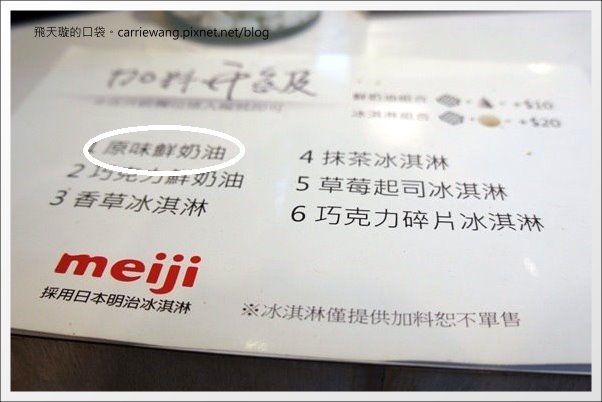 飛天璇的口袋。carriewang.pixnet.net/blog
加料升級
鮮奶油組合 +$10
冰淇淋組合 +$20
1 原味鮮奶油
2 巧克力鮮奶油
3 香草冰淇淋
4 抹茶冰淇淋
5 草莓起司冰淇淋
6 巧克力碎片冰淇淋
meiji
採用日本明治冰淇淋
※冰淇淋僅提供加料恕不單售